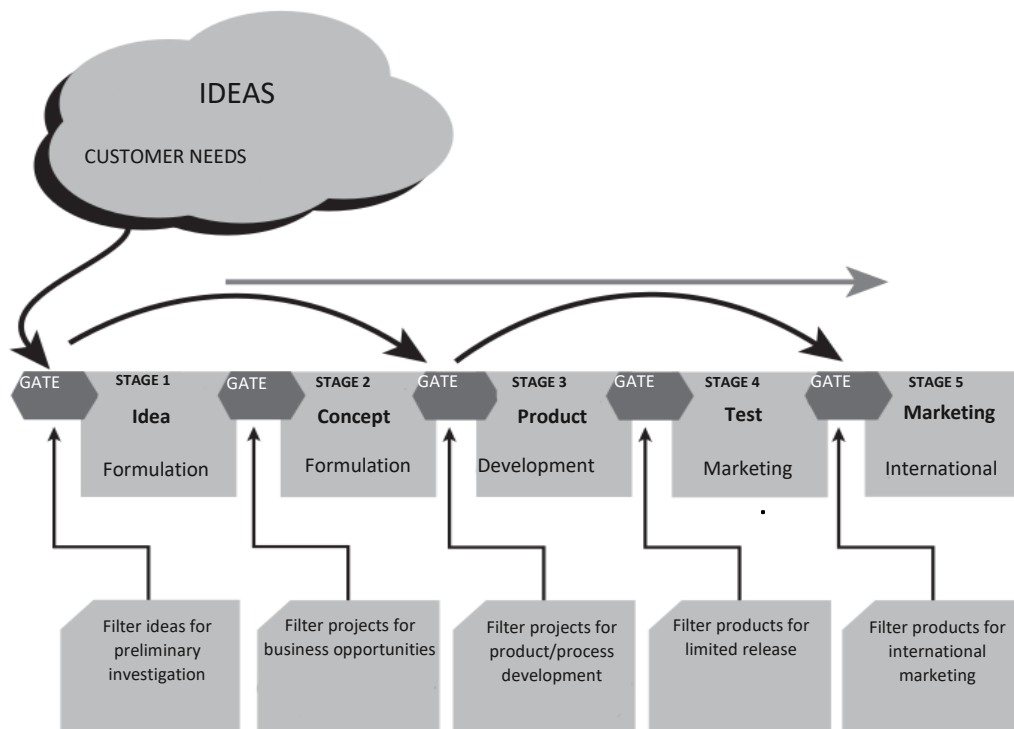 IDEAS
CUSTOMER NEEDS
GATE
STAGE 1
Idea
Formulation
GATE
STAGE 2
Concept
Formulation
GATE
STAGE 3
Product
Development
GATE
STAGE 4
Test
Marketing
GATE
STAGE 5
Marketing
International
Filter ideas for
preliminary
investigation
Filter projects for
business opportunities
Filter projects for
product/process
development
Filter products for
limited release
Filter products for
international
marketing